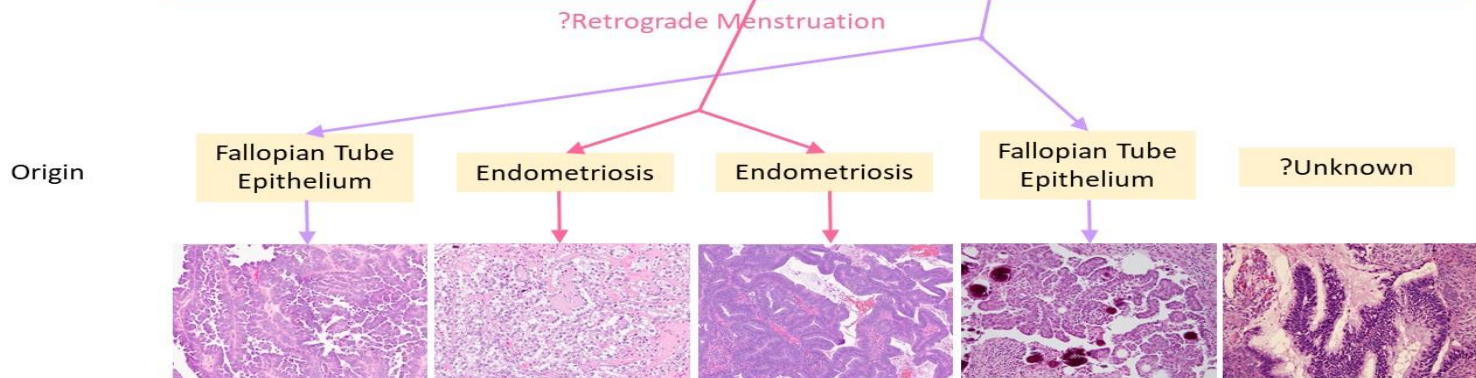 ?Retrograde Menstruation
Origin
Fallopian Tube
Epithelium
Endometriosis
Endometriosis
Fallopian Tube
Epithelium
?Unknown